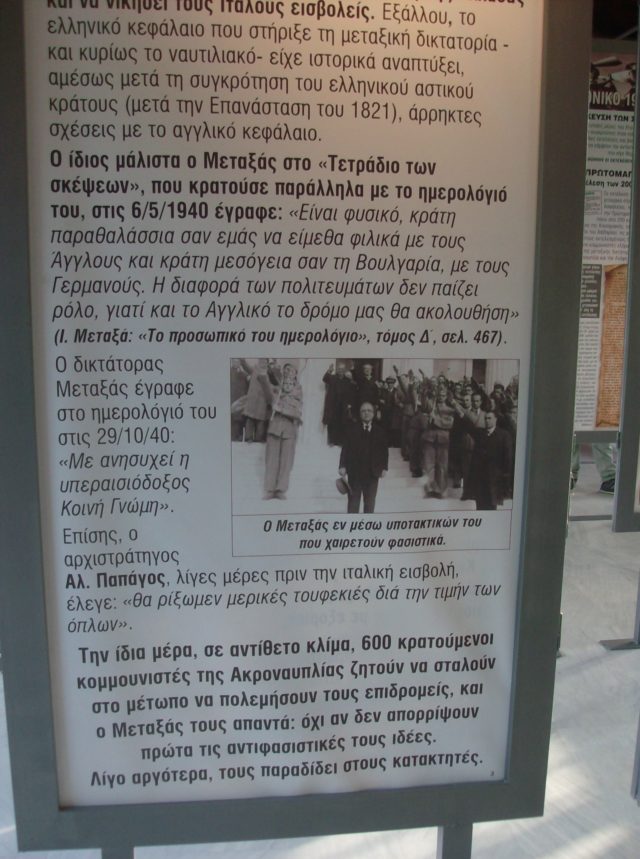 και να νικήσει τους Ιταλούς εισβολείς. Εξάλλου, το
ελληνικό κεφάλαιο που στήριξε τη μεταξική δικτατορία -
και κυρίως το ναυτιλιακό- είχε ιστορικά αναπτύξει,
αμέσως μετά τη συγκρότηση του ελληνικού αστικού
κράτους (μετά την Επανάσταση του 1821), άρρηκτες
σχέσεις με το αγγλικό κεφάλαιο.
Ο ίδιος μάλιστα ο Μεταξάς στο «Τετράδιο των
σκέψεων», που κρατούσε παράλληλα με το ημερολόγιό
του, στις 6/5/1940 έγραφε: «Είναι φυσικό, κράτη
παραθαλάσσια σαν εμάς να είμεθα φιλικά με τους
Άγγλους και κράτη μεσόγεια σαν τη Βουλγαρία, με τους
Γερμανούς. Η διαφορά των πολιτευμάτων δεν παίζει
ρόλο, γιατί και το Αγγλικό το δρόμο μας θα ακολουθήση»
(Ι. Μεταξά: «Το προσωπικό του ημερολόγιο», τόμος Δ΄, σελ. 467).
Ο δικτάτορας
Μεταξάς έγραφε
στο ημερολόγιό του
στις 29/10/40:
«Με ανησυχεί η
υπεραισιόδοξος
Κοινή Γνώμη».
Ο Μεταξάς εν μέσω υποτακτικών του
που χαιρετούν φασιστικά.
Επίσης, ο
αρχιστράτηγος
Αλ. Παπάγος, λίγες μέρες πριν την ιταλική εισβολή,
έλεγε: «θα ρίξωμεν μερικές τουφεκιές διά την τιμήν των
όπλων».
Την ίδια μέρα, σε αντίθετο κλίμα, 600 κρατούμενοι
κομμουνιστές της Ακροναυπλίας ζητούν να σταλούν
στο μέτωπο να πολεμήσουν τους επιδρομείς, και
ο Μεταξάς τους απαντά: όχι αν δεν απορρίψουν
πρώτα τις αντιφασιστικές τους ιδέες.
Λίγο αργότερα, τους παραδίδει στους κατακτητές.